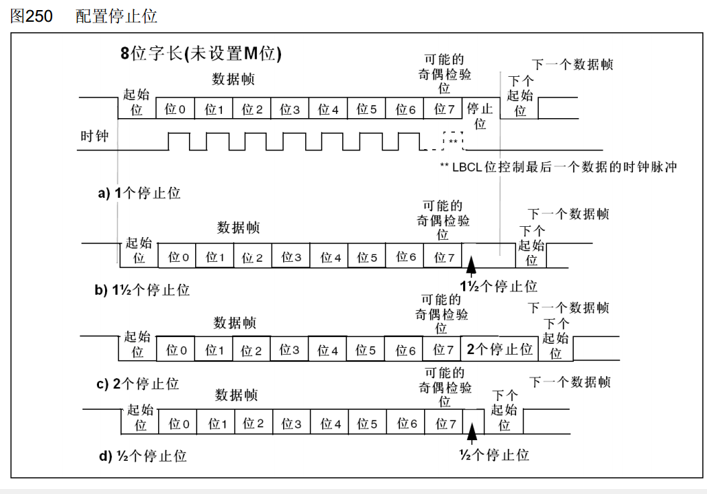 图250 配置停止位
8位字长(未设置M位)
可能的
奇偶检验
位
下一个数据帧
数据帧
下个
起始
位
起始
位
位0 位1 位2 位3 位4 位5 位6 位7
停止
位
时钟
**
** LBCL位控制最后一个数据的时钟脉冲
a) 1个停止位
可能的
奇偶检验
位
下一个数据帧
数据帧
下个
起始
位
起始
位
位0 位1 位2 位3 位4 位5 位6 位7
b) 1½个停止位
1½个停止位
可能的
奇偶检验
位
下一个数据帧
数据帧
下个
起始
位
起始
位
位0 位1 位2 位3 位4 位5 位6 位7
2个停止位
c) 2个停止位
可能的
奇偶检验
位
下一个数据帧
数据帧
下个
起始
位
起始
位
位0 位1 位2 位3 位4 位5 位6 位7
d) ½个停止位
½个停止位